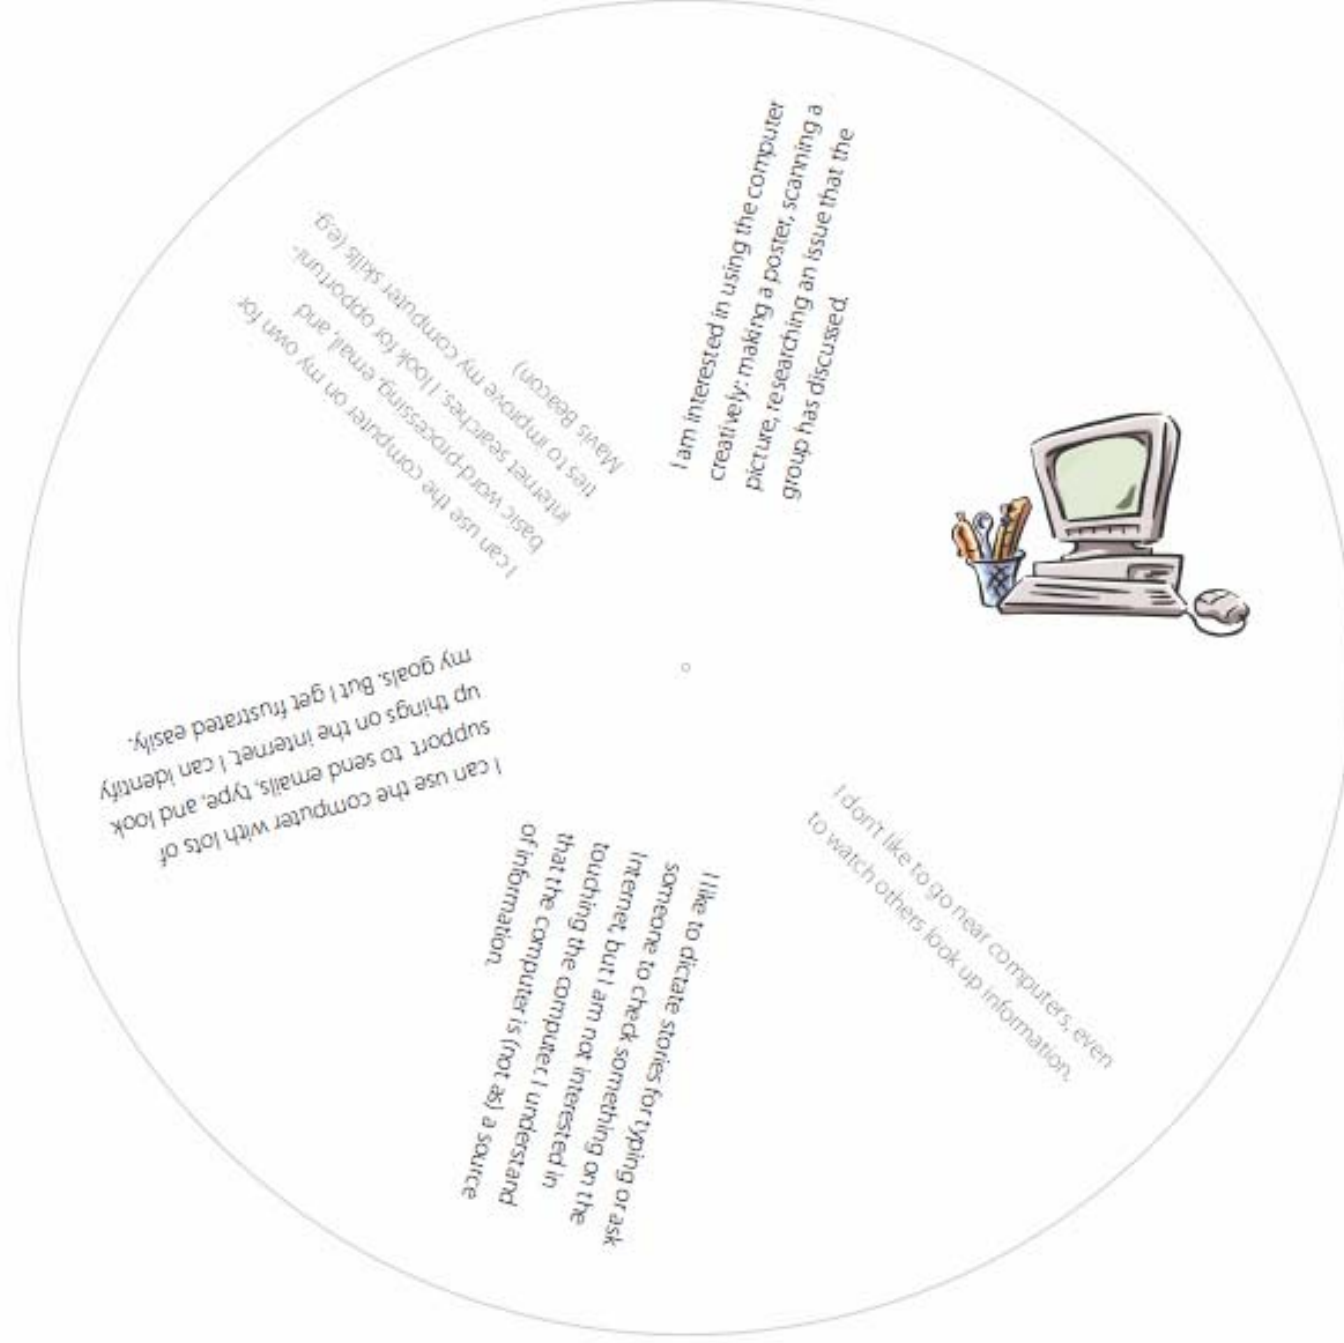 I don't like to go near computers, even
to watch others look up information.
I like to dictate stories for typing or ask
someone to check something on the
Internet, but I am not interested in
touching the computer. I understand
that the computer is (not as) a source
of information.
I can use the computer with lots of
support to send emails, type, and look
up things on the internet. I can identify
my goals. But I get frustrated easily.
I can use the computer on my own for
basic word-processing, email, and
internet searches. I look for opportuni-
ties to improve my computer skills (e.g.
Mavis Beacon)
I am interested in using the computer
creatively: making a poster, scanning a
picture, researching an issue that the
group has discussed.